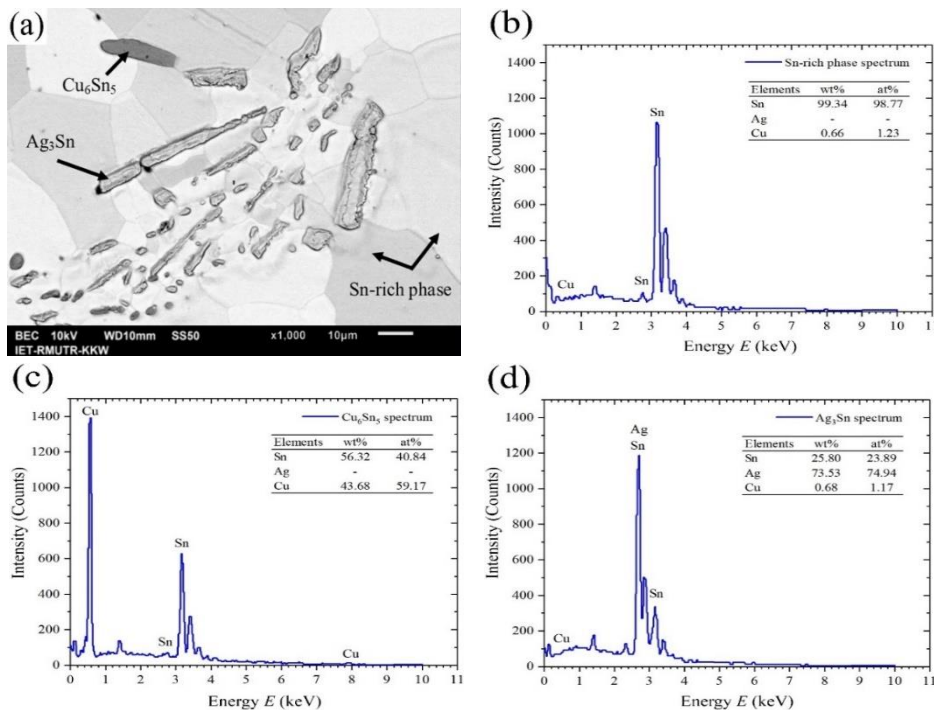 (a)
Cu₆Sn₅
Ag₃Sn
Sn-rich phase
BEC 10kV WD10mm SS50 x1,000 10μm
IET-RMUTR-KKW
(b)
Sn-rich phase spectrum
Elements wt% at%
Sn 99.34 98.77
Ag - -
Cu 0.66 1.23
Sn
Sn
Cu
1400
1200
1000
800
600
400
200
0
Intensity (Counts)
0 1 2 3 4 5 6 7 8 9 10 11
Energy E (keV)
(c)
Cu₆Sn₅ spectrum
Elements wt% at%
Sn 56.32 40.84
Ag - -
Cu 43.68 59.17
Cu
Sn
Sn
Cu
1400
1200
1000
800
600
400
200
0
Intensity (Counts)
0 1 2 3 4 5 6 7 8 9 10 11
Energy E (keV)
(d)
Ag₃Sn spectrum
Elements wt% at%
Sn 25.80 23.89
Ag 73.53 74.94
Cu 0.68 1.17
Ag
Sn
Sn
Cu
1400
1200
1000
800
600
400
200
0
Intensity (Counts)
0 1 2 3 4 5 6 7 8 9 10 11
Energy E (keV)